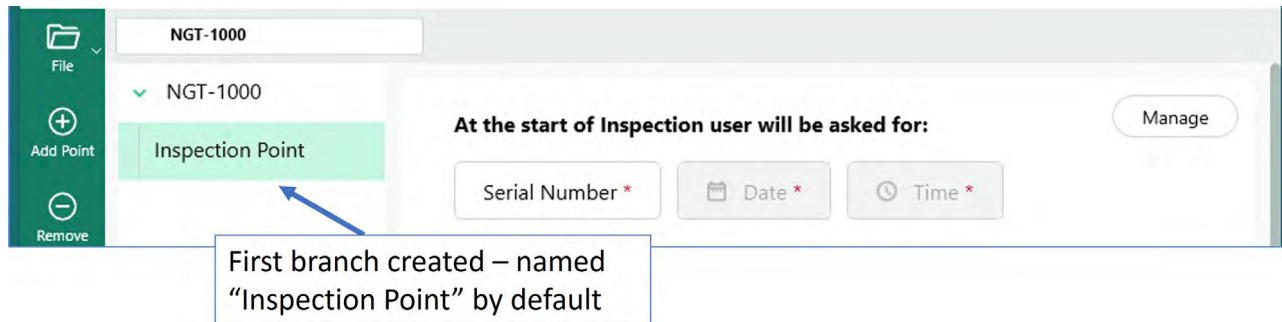 File
Add Point
Remove
NGT-1000
NGT-1000
Inspection Point
At the start of Inspection user will be asked for:
Manage
Serial Number *
Date *
Time *
First branch created – named
“Inspection Point” by default